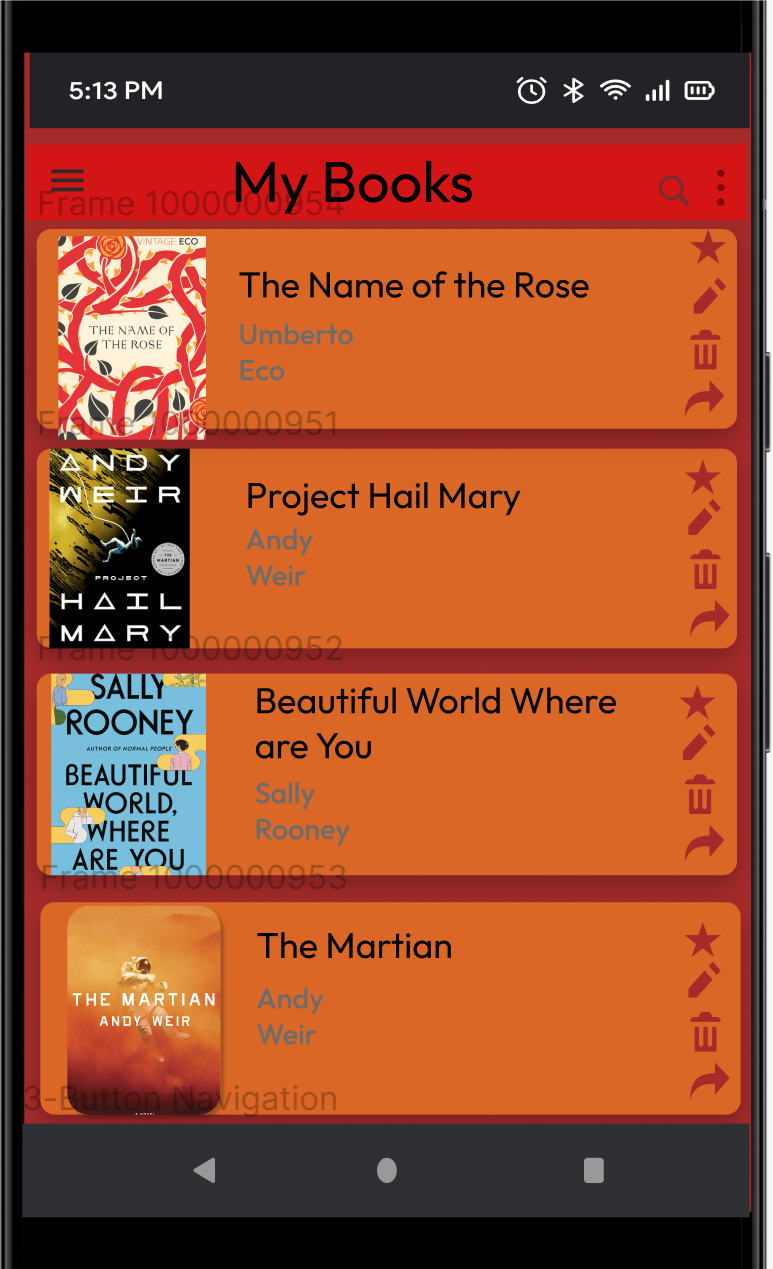 5:13 PM
My Books
Frame 1000000954
VINTAGE ECO
THE NAME OF
THE ROSE
The Name of the Rose
Umberto
Eco
Frame 1000000951
ANDY
WEIR
THE
MARTIAN
PROJECT
HAIL
MARY
Project Hail Mary
Andy
Weir
Frame 1000000952
SALLY
ROONEY
AUTHOR OF NORMAL PEOPLE
BEAUTIFUL
WORLD,
WHERE
ARE YOU
Beautiful World Where
are You
Sally
Rooney
Frame 1000000953
THE MARTIAN
ANDY WEIR
The Martian
Andy
Weir
3-Button Navigation